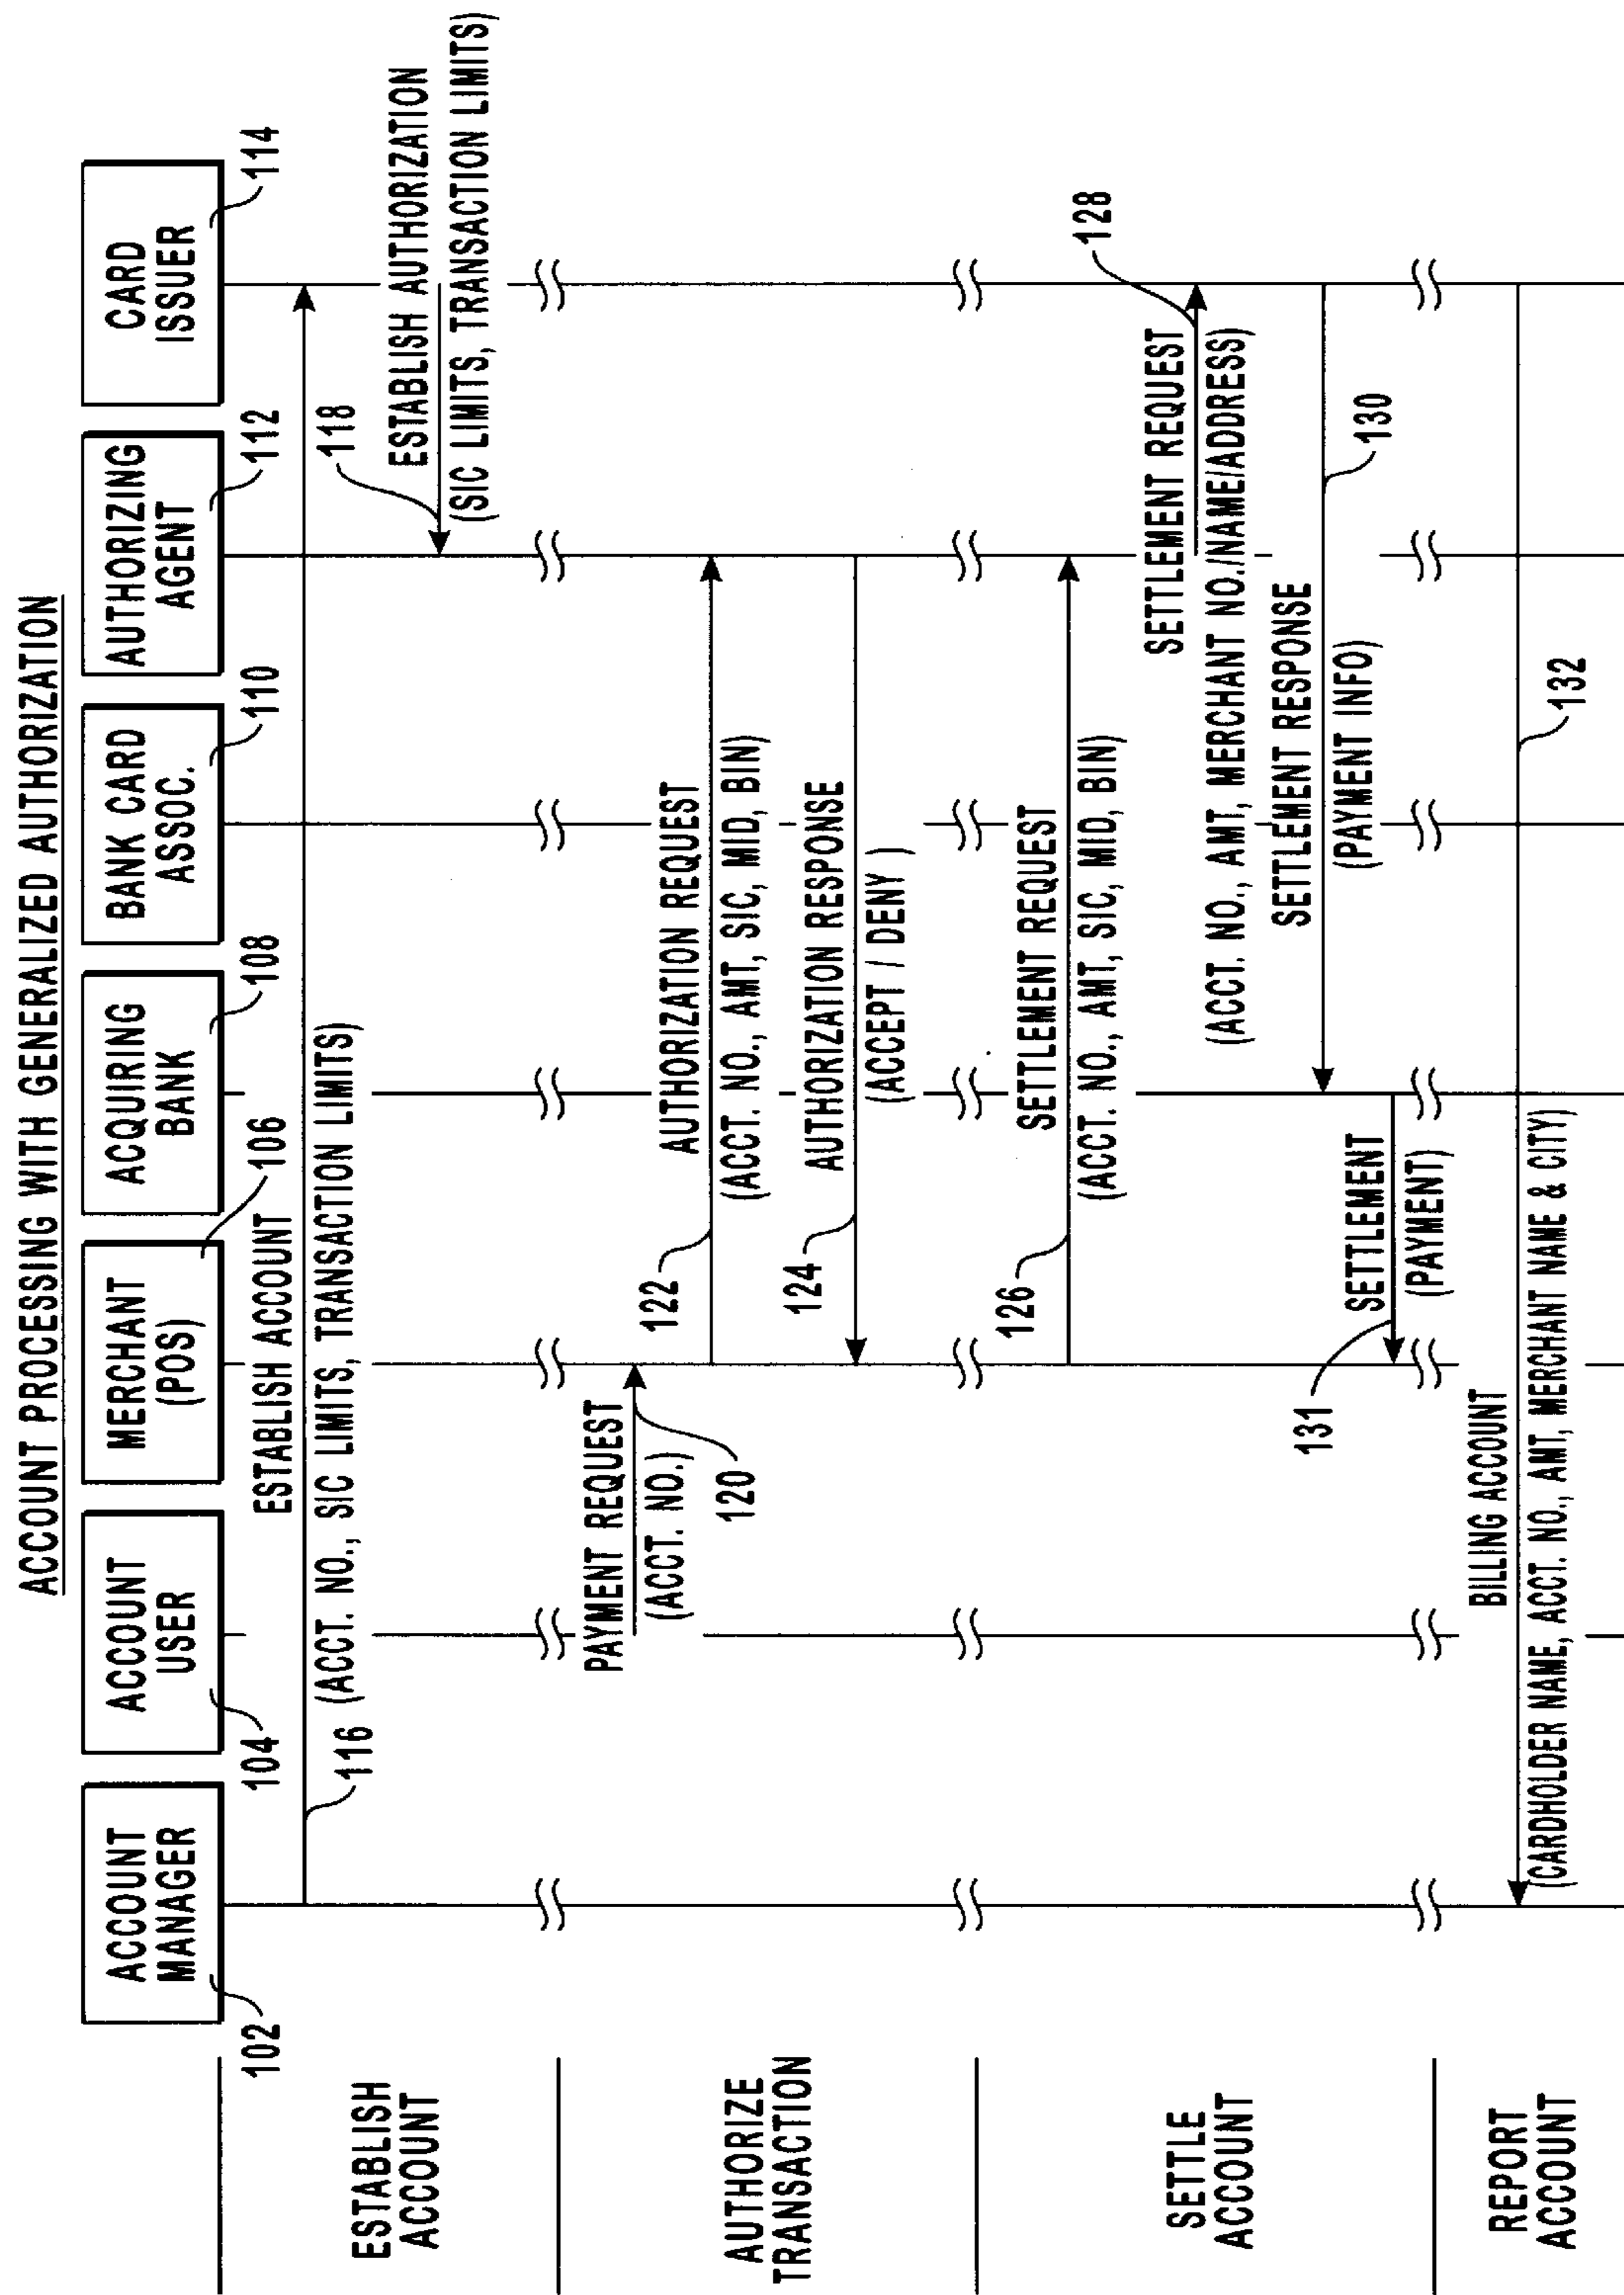 ACCOUNT PROCESSING WITH GENERALIZED AUTHORIZATION
ACCOUNT
MANAGER
102
ACCOUNT
USER
104
MERCHANT
(POS)
106
ACQUIRING
BANK
108
BANK CARD
ASSOC.
110
AUTHORIZING
AGENT
112
CARD
ISSUER
114
ESTABLISH
ACCOUNT
ESTABLISH ACCOUNT
116
(ACCT. NO., SIC LIMITS, TRANSACTION LIMITS)
118
ESTABLISH AUTHORIZATION
(SIC LIMITS, TRANSACTION LIMITS)
AUTHORIZE
TRANSACTION
PAYMENT REQUEST
(ACCT. NO.)
120
AUTHORIZATION REQUEST
122
(ACCT. NO., AMT, SIC, MID, BIN)
AUTHORIZATION RESPONSE
124
(ACCEPT / DENY )
SETTLE
ACCOUNT
SETTLEMENT REQUEST
126
(ACCT. NO., AMT, SIC, MID, BIN)
128
SETTLEMENT REQUEST
(ACCT. NO., AMT, MERCHANT NO./NAME/ADDRESS)
SETTLEMENT RESPONSE
(PAYMENT INFO)
130
SETTLEMENT
(PAYMENT)
131
REPORT
ACCOUNT
BILLING ACCOUNT
(CARDHOLDER NAME, ACCT. NO., AMT, MERCHANT NAME & CITY)
132